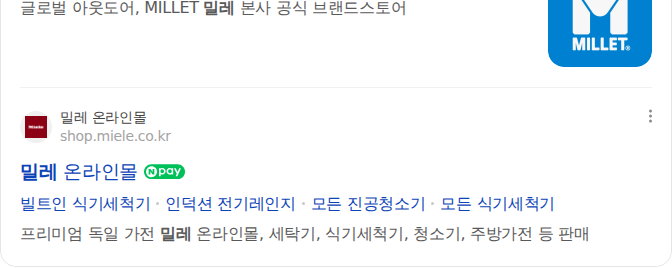 글로벌 아웃도어, MILLET 밀레 본사 공식 브랜드스토어
MILLET®
밀레 온라인몰
shop.miele.co.kr
Miele
밀레 온라인몰 N pay
빌트인 식기세척기 · 인덕션 전기레인지 · 모든 진공청소기 · 모든 식기세척기
프리미엄 독일 가전 밀레 온라인몰, 세탁기, 식기세척기, 청소기, 주방가전 등 판매